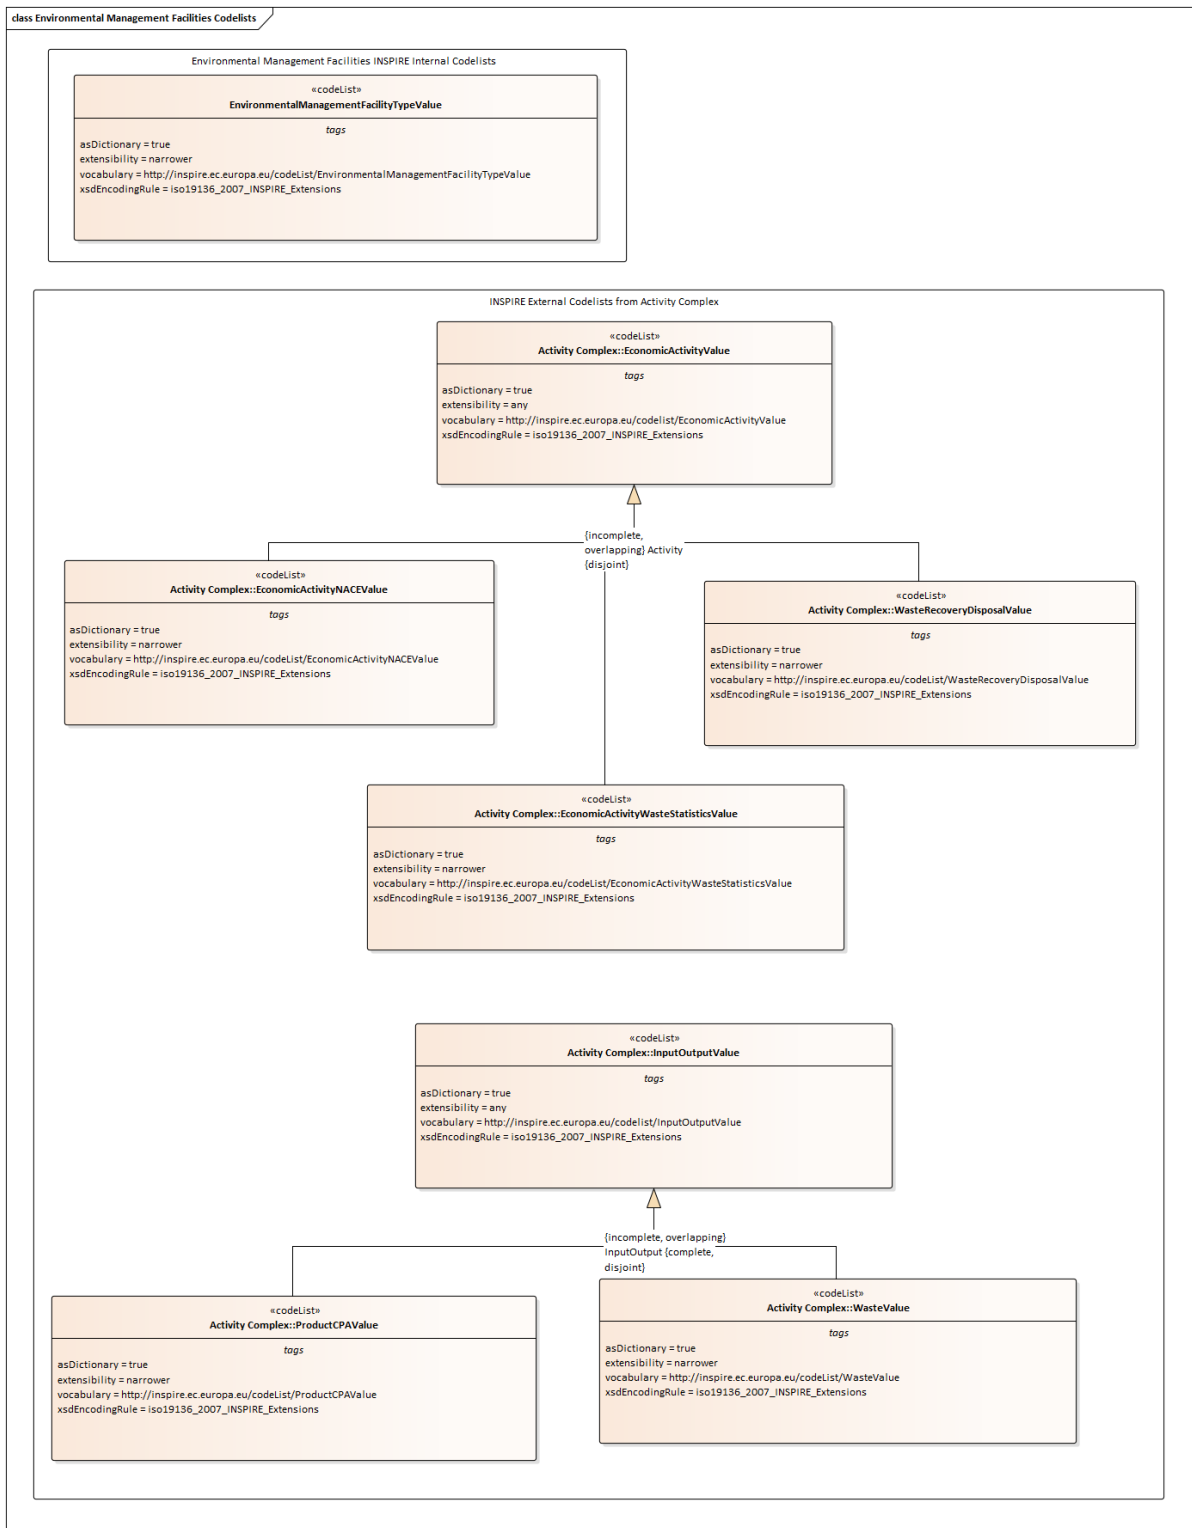 class Environmental Management Facilities Codelists
Environmental Management Facilities INSPIRE Internal Codelists
«codeList»
EnvironmentalManagementFacilityTypeValue
tags
asDictionary = true
extensibility = narrower
vocabulary = http://inspire.ec.europa.eu/codeList/EnvironmentalManagementFacilityTypeValue
xsdEncodingRule = iso19136_2007_INSPIRE_Extensions
INSPIRE External Codelists from Activity Complex
«codeList»
Activity Complex::EconomicActivityValue
tags
asDictionary = true
extensibility = any
vocabulary = http://inspire.ec.europa.eu/codelist/EconomicActivityValue
xsdEncodingRule = iso19136_2007_INSPIRE_Extensions
{incomplete,
overlapping} Activity
{disjoint}
«codeList»
Activity Complex::EconomicActivityNACEValue
tags
asDictionary = true
extensibility = narrower
vocabulary = http://inspire.ec.europa.eu/codeList/EconomicActivityNACEValue
xsdEncodingRule = iso19136_2007_INSPIRE_Extensions
«codeList»
Activity Complex::WasteRecoveryDisposalValue
tags
asDictionary = true
extensibility = narrower
vocabulary = http://inspire.ec.europa.eu/codeList/WasteRecoveryDisposalValue
xsdEncodingRule = iso19136_2007_INSPIRE_Extensions
«codeList»
Activity Complex::EconomicActivityWasteStatisticsValue
tags
asDictionary = true
extensibility = narrower
vocabulary = http://inspire.ec.europa.eu/codeList/EconomicActivityWasteStatisticsValue
xsdEncodingRule = iso19136_2007_INSPIRE_Extensions
«codeList»
Activity Complex::InputOutputValue
tags
asDictionary = true
extensibility = any
vocabulary = http://inspire.ec.europa.eu/codelist/InputOutputValue
xsdEncodingRule = iso19136_2007_INSPIRE_Extensions
{incomplete, overlapping}
InputOutput {complete,
disjoint}
«codeList»
Activity Complex::ProductCPAValue
tags
asDictionary = true
extensibility = narrower
vocabulary = http://inspire.ec.europa.eu/codeList/ProductCPAValue
xsdEncodingRule = iso19136_2007_INSPIRE_Extensions
«codeList»
Activity Complex::WasteValue
tags
asDictionary = true
extensibility = narrower
vocabulary = http://inspire.ec.europa.eu/codeList/WasteValue
xsdEncodingRule = iso19136_2007_INSPIRE_Extensions